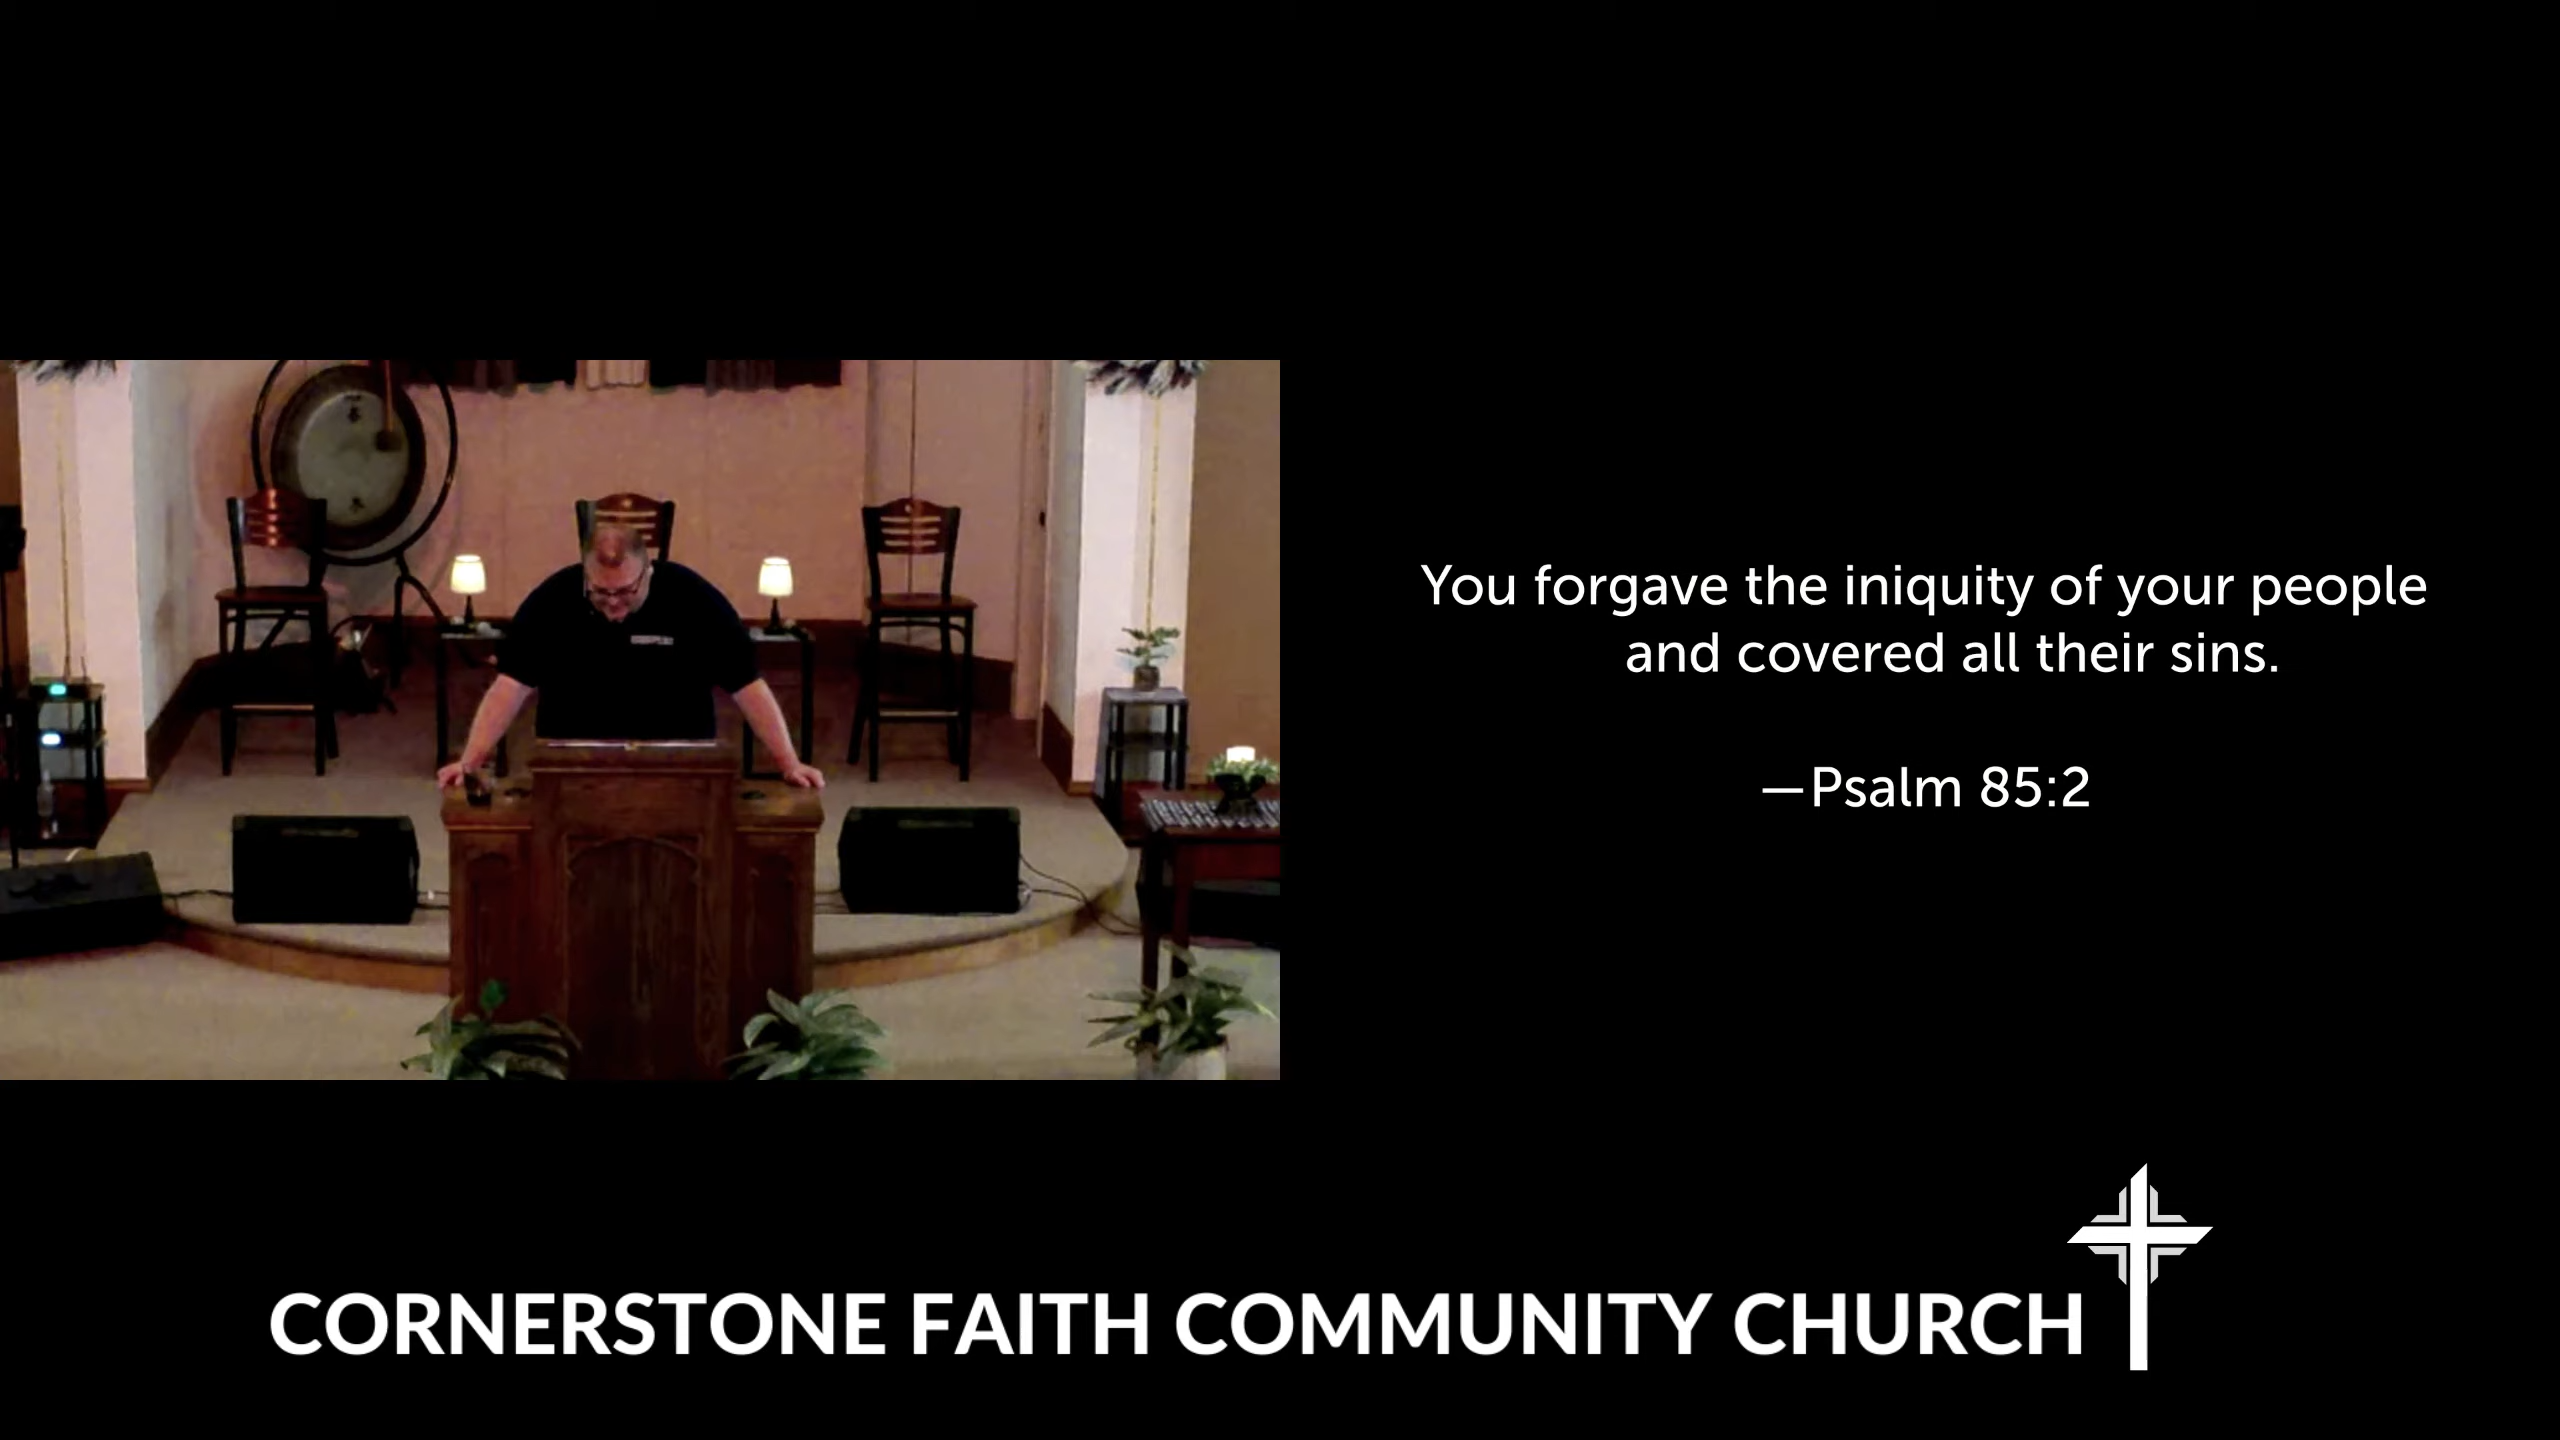 You forgave the iniquity of your people
and covered all their sins.
—Psalm 85:2
CORNERSTONE FAITH COMMUNITY CHURCH